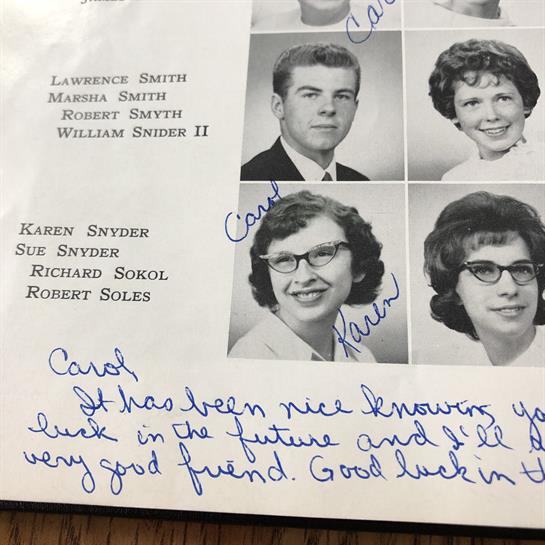 Carol
LAWRENCE SMITH
MARSHA SMITH
ROBERT SMYTH
WILLIAM SNIDER II
Carol
KAREN SNYDER
SUE SNYDER
RICHARD SOKOL
ROBERT SOLES
Karen
Carol
It has been nice knowing
luck in the future and I'll
very good friend. Good luck in